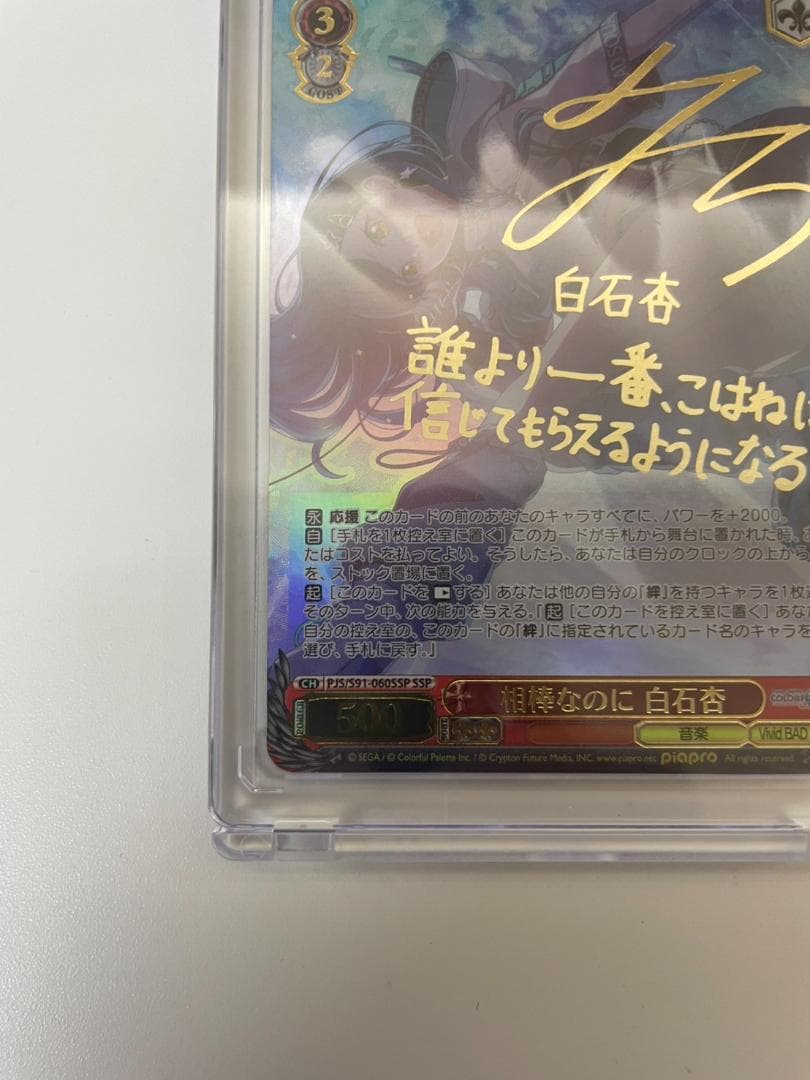 3
2
COST
白石杏
誰より一番、こはねに
信じてもらえるようになる
永 応援 このカードの前のあなたのキャラすべてに、パワーを+2000。
自 [手札を1枚控え室に置く] このカードが手札から舞台に置かれた時、あ
たはコストを払ってよい。そうしたら、あなたは自分のクロックの上から
を、ストック置場に置く。
起 [このカードを する] あなたは他の自分の「絆」を持つキャラを1枚選
そのターン中、次の能力を与える。「起 [このカードを控え室に置く] あな
自分の控え室の、このカードの「絆」に指定されているカード名のキャラを
選び、手札に戻す。」
CH PJS/S91-060SSP SSP
相棒なのに 白石杏
POWER 500 音楽 Vivid BAD
© SEGA / © Colorful Palette Inc. / © Crypton Future Media, INC. www.piapro.net piapro All rights reserved.